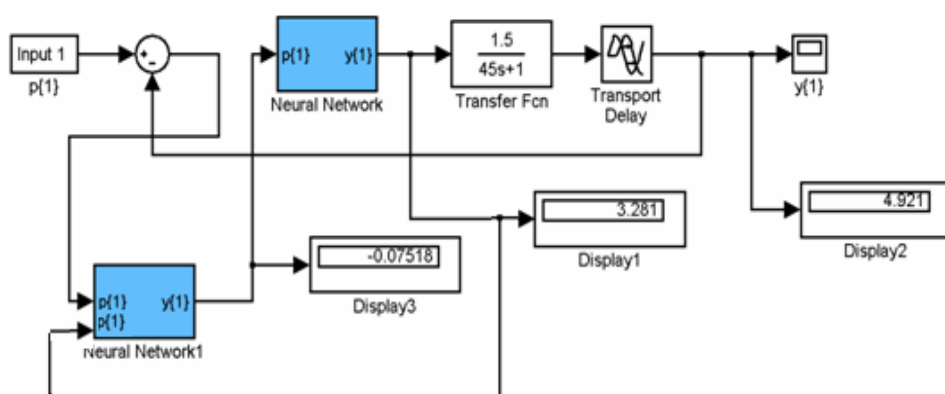 Input 1
p{1}
+
-
p{1} y{1}
Neural Network
1.5
45s+1
Transfer Fcn
Transport
Delay
y{1}
3.281
Display1
4.921
Display2
-0.07518
Display3
p{1} y{1}
p{1}
Neural Network1